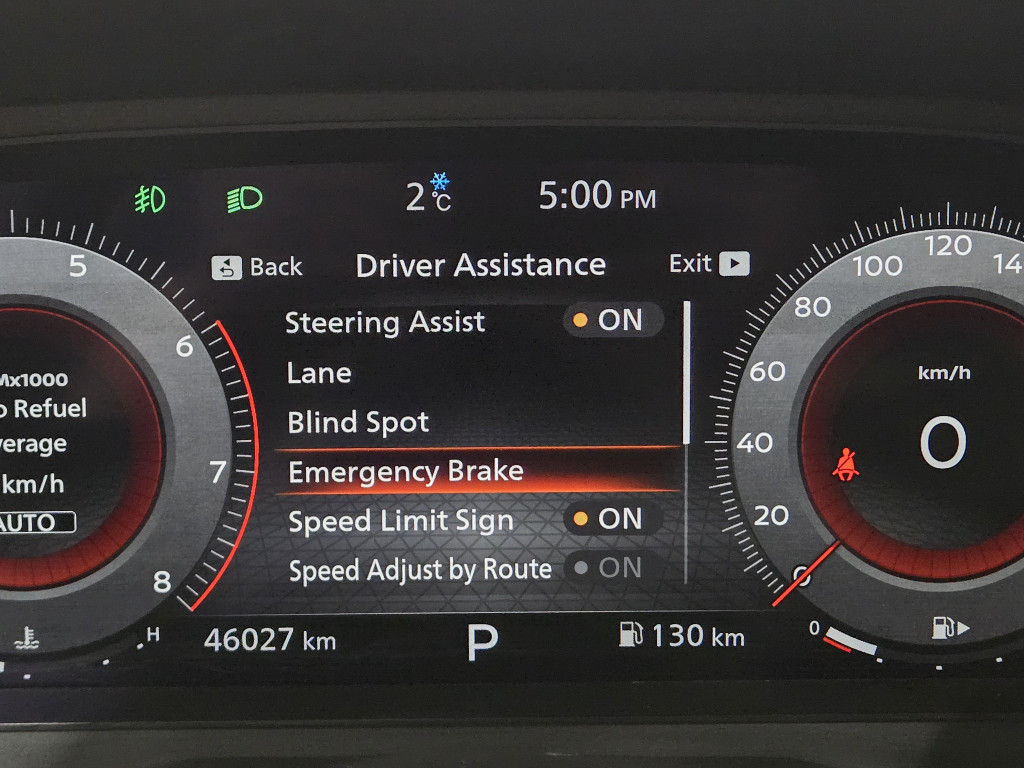 2 °C 5:00 PM
Back Driver Assistance Exit
Steering Assist ON
Lane
Blind Spot
Emergency Brake
Speed Limit Sign ON
Speed Adjust by Route ON
46027 km P 130 km
5
6
7
8
H
x1000
Refuel
km/h
AUTO
120
100
80
60
40
20
0
km/h
0
0